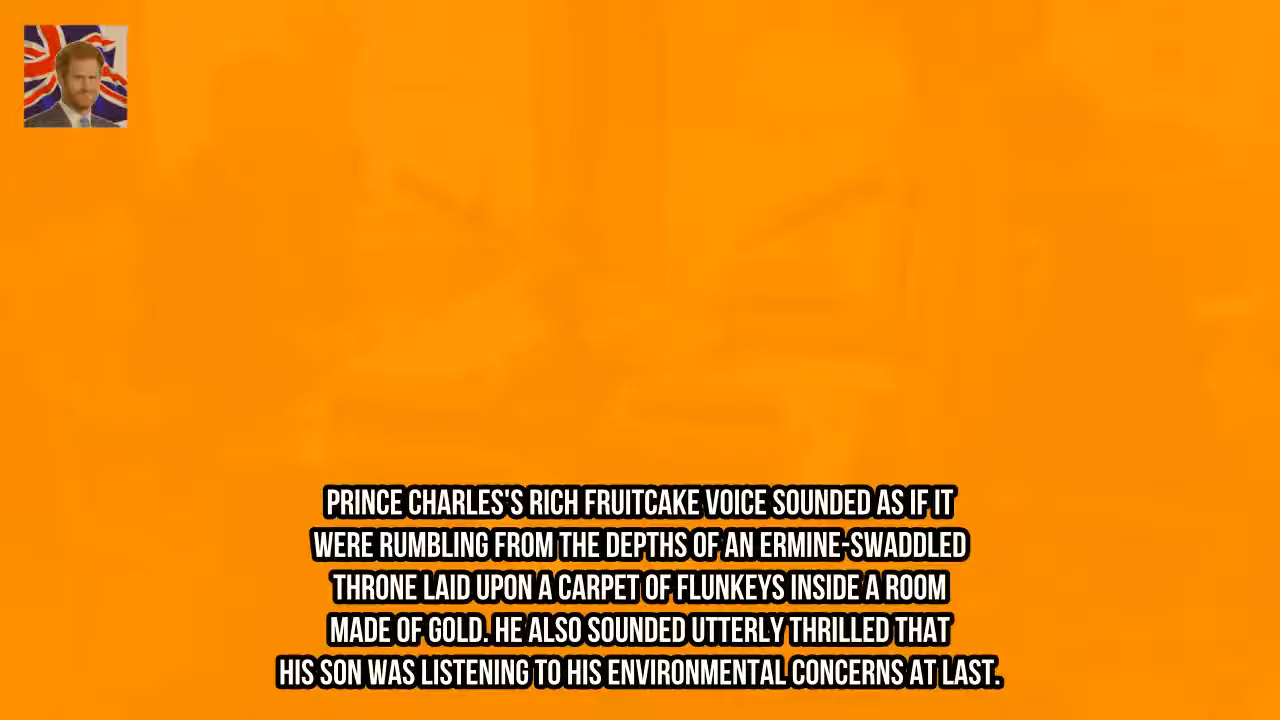 PRINCE CHARLES'S RICH FRUITCAKE VOICE SOUNDED AS IF IT
WERE RUMBLING FROM THE DEPTHS OF AN ERMINE-SWADDLED
THRONE LAID UPON A CARPET OF FLUNKEYS INSIDE A ROOM
MADE OF GOLD. HE ALSO SOUNDED UTTERLY THRILLED THAT
HIS SON WAS LISTENING TO HIS ENVIRONMENTAL CONCERNS AT LAST.